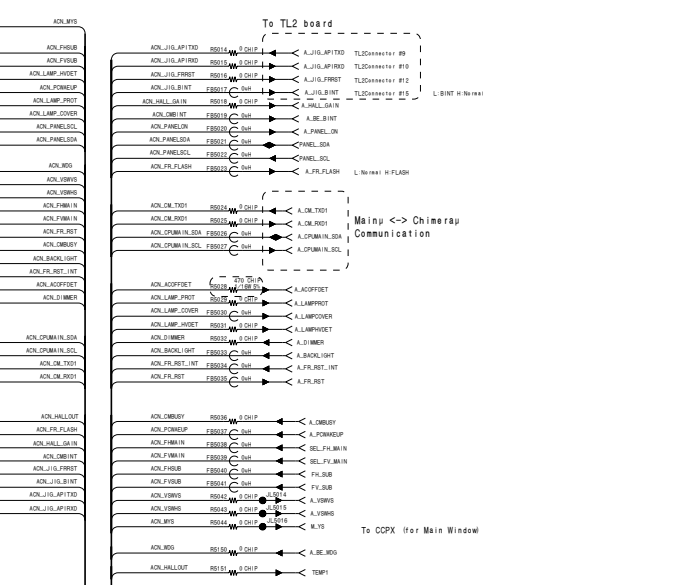 To TL2 board
ACN_MYS
ACN_FHSUB
ACN_FVSUB
ACN_LAMP_HVDET
ACN_PCWAEUP
ACN_LAMP_PROT
ACN_LAMP_COVER
ACN_PANELSCL
ACN_PANELSDA
ACN_WDG
ACN_VSWVS
ACN_VSWHS
ACN_FHMAIN
ACN_FVMAIN
ACN_FR_RST
ACN_CMBUSY
ACN_BACKLIGHT
ACN_FR_RST_INT
ACN_ACOFFDET
ACN_DIMMER
ACN_CPUMAIN_SDA
ACN_CPUMAIN_SCL
ACN_CM_TXD1
ACN_CM_RXD1
ACN_HALLOUT
ACN_FR_FLASH
ACN_HALL_GAIN
ACN_CMBINT
ACN_JIG_FRRST
ACN_JIG_BINT
ACN_JIG_APITXD
ACN_JIG_APIRXD
ACN_JIG_APITXD R5014 0 CHIP A_JIG_APITXD TL2Connector #9
ACN_JIG_APIRXD R5015 0 CHIP A_JIG_APIRXD TL2Connector #10
ACN_JIG_FRRST R5016 0 CHIP A_JIG_FRRST TL2Connector #12
ACN_JIG_BINT FB5017 0uH A_JIG_BINT TL2Connector #15 L:BINT H:Normal
ACN_HALL_GAIN R5018 0 CHIP A_HALL_GAIN
ACN_CMBINT FB5019 0uH A_BE_BINT
ACN_PANELON FB5020 0uH A_PANEL_ON
ACN_PANELSDA FB5021 0uH PANEL_SDA
ACN_PANELSCL FB5022 0uH PANEL_SCL
ACN_FR_FLASH FB5023 0uH A_FR_FLASH L:Normal H:FLASH
ACN_CM_TXD1 R5024 0 CHIP A_CM_TXD1
ACN_CM_RXD1 R5025 0 CHIP A_CM_RXD1
ACN_CPUMAIN_SDA FB5026 0uH A_CPUMAIN_SDA
ACN_CPUMAIN_SCL FB5027 0uH A_CPUMAIN_SCL
Mainμ <-> Chimeraμ
Communication
ACN_ACOFFDET R5028 470 CHIP 1/16W 5% A_ACOFFDET
ACN_LAMP_PROT R5029 0 CHIP A_LAMPPROT
ACN_LAMP_COVER FB5030 0uH A_LAMPCOVER
ACN_LAMP_HVDET R5031 0 CHIP A_LAMPHVDET
ACN_DIMMER R5032 0 CHIP A_DIMMER
ACN_BACKLIGHT FB5033 0uH A_BACKLIGHT
ACN_FR_RST_INT FB5034 0uH A_FR_RST_INT
ACN_FR_RST FB5035 0uH A_FR_RST
ACN_CMBUSY R5036 0 CHIP A_CMBUSY
ACN_PCWAEUP FB5037 0uH A_PCWAKEUP
ACN_FHMAIN FB5038 0uH SEL_FH_MAIN
ACN_FVMAIN FB5039 0uH SEL_FV_MAIN
ACN_FHSUB FB5040 0uH FH_SUB
ACN_FVSUB FB5041 0uH FV_SUB
ACN_VSWVS R5042 0 CHIP JL5014 A_VSWVS
ACN_VSWHS R5043 0 CHIP JL5015 A_VSWHS
ACN_MYS R5044 0 CHIP JL5016 M_YS
To CCPX (for Main Window)
ACN_WDG R5150 0 CHIP A_BE_WDG
ACN_HALLOUT R5151 0 CHIP TEMP1